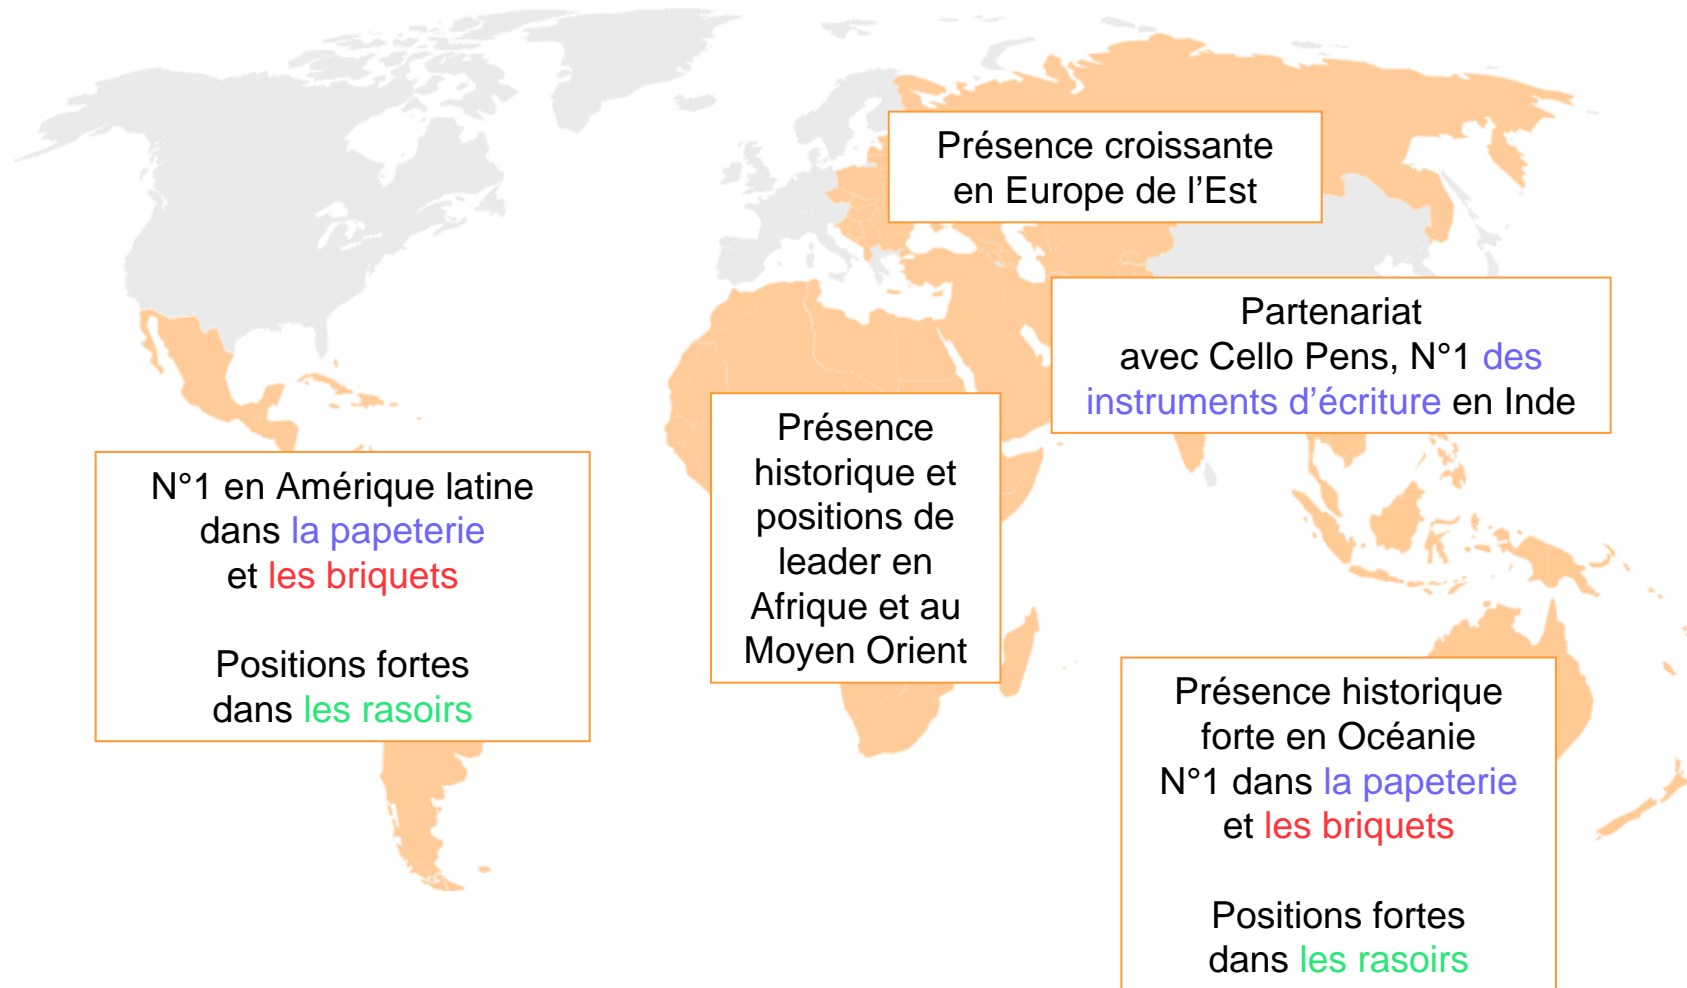 Présence croissante
en Europe de l’Est
Partenariat
avec Cello Pens, N°1 des
instruments d’écriture en Inde
Présence
historique et
positions de
leader en
Afrique et au
Moyen Orient
N°1 en Amérique latine
dans la papeterie
et les briquets
Positions fortes
dans les rasoirs
Présence historique
forte en Océanie
N°1 dans la papeterie
et les briquets
Positions fortes
dans les rasoirs